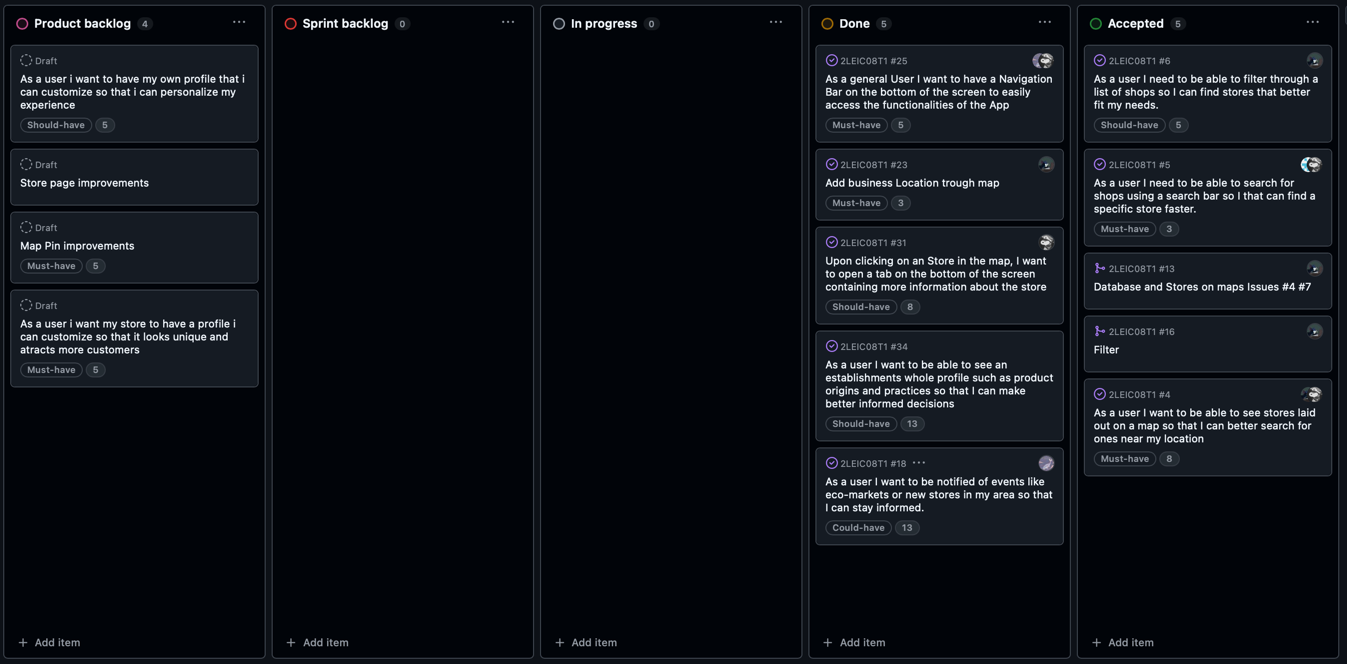 Product backlog 4 ...
Draft
As a user i want to have my own profile that i
can customize so that i can personalize my
experience
Should-have 5
Draft
Store page improvements
Draft
Map Pin improvements
Must-have 5
Draft
As a user i want my store to have a profile i
can customize so that it looks unique and
atracts more customers
Must-have 5
+ Add item
Sprint backlog 0 ...
+ Add item
In progress 0 ...
+ Add item
Done 5 ...
2LEIC08T1 #25
As a general User I want to have a Navigation
Bar on the bottom of the screen to easily
access the functionalities of the App
Must-have 5
2LEIC08T1 #23
Add business Location trough map
Must-have 3
2LEIC08T1 #31
Upon clicking on an Store in the map, I want
to open a tab on the bottom of the screen
containing more information about the store
Should-have 8
2LEIC08T1 #34
As a user I want to be able to see an
establishments whole profile such as product
origins and practices so that I can make
better informed decisions
Should-have 13
2LEIC08T1 #18 ...
As a user I want to be notified of events like
eco-markets or new stores in my area so that
I can stay informed.
Could-have 13
+ Add item
Accepted 5 ...
2LEIC08T1 #6
As a user I need to be able to filter through a
list of shops so I can find stores that better
fit my needs.
Should-have 5
2LEIC08T1 #5
As a user I need to be able to search for
shops using a search bar so I that can find a
specific store faster.
Must-have 3
2LEIC08T1 #13
Database and Stores on maps Issues #4 #7
2LEIC08T1 #16
Filter
2LEIC08T1 #4
As a user I want to be able to see stores laid
out on a map so that I can better search for
ones near my location
Must-have 8
+ Add item